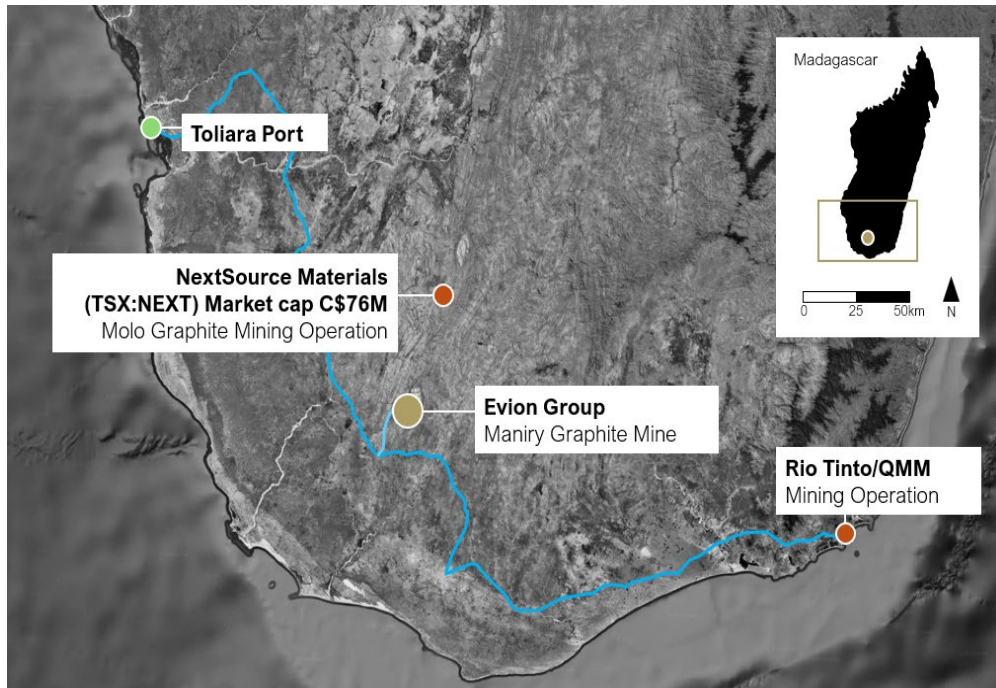 Toliara Port
NextSource Materials
(TSX:NEXT) Market cap C$76M
Molo Graphite Mining Operation
Evion Group
Maniry Graphite Mine
Rio Tinto/QMM
Mining Operation
Madagascar
0 25 50km
N